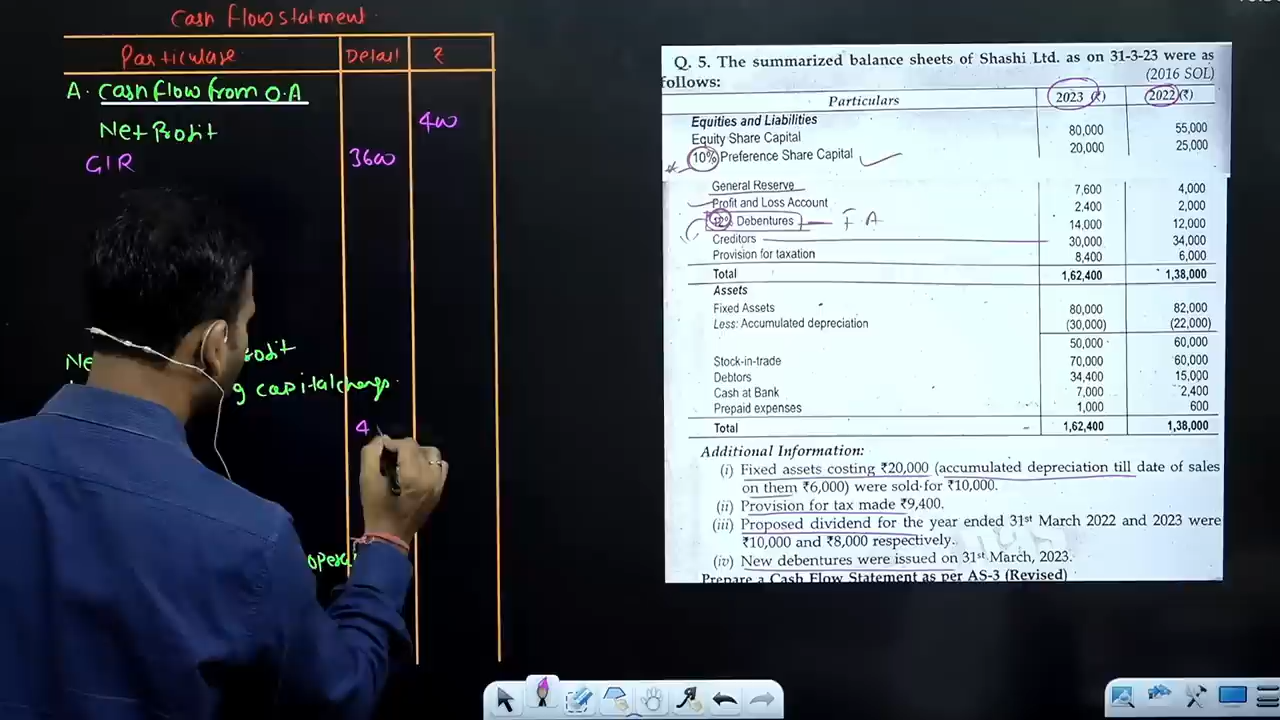 Cash flow statment
Particulars Detail ₹
A. Cash flow from O.A
Net Profit 400
GIR 3600
Ne
ofit
g capital change
4
opera
Q. 5. The summarized balance sheets of Shashi Ltd. as on 31-3-23 were as
follows: (2016 SOL)
Particulars 2023 (₹) 2022(₹)
Equities and Liabilities
Equity Share Capital 80,000 55,000
10% Preference Share Capital 20,000 25,000
General Reserve 7,600 4,000
Profit and Loss Account 2,400 2,000
12% Debentures F A 14,000 12,000
Creditors 30,000 34,000
Provision for taxation 8,400 6,000
Total 1,62,400 1,38,000
Assets
Fixed Assets 80,000 82,000
Less: Accumulated depreciation (30,000) (22,000)
50,000 60,000
Stock-in-trade 70,000 60,000
Debtors 34,400 15,000
Cash at Bank 7,000 2,400
Prepaid expenses 1,000 600
Total 1,62,400 1,38,000
Additional Information:
(i) Fixed assets costing ₹20,000 (accumulated depreciation till date of sales
on them ₹6,000) were sold for ₹10,000.
(ii) Provision for tax made ₹9,400.
(iii) Proposed dividend for the year ended 31st March 2022 and 2023 were
₹10,000 and ₹8,000 respectively.
(iv) New debentures were issued on 31st March, 2023.
Prepare a Cash Flow Statement as per AS-3 (Revised)